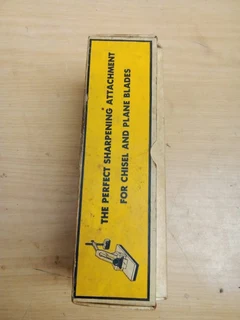 THE PERFECT SHARPENING ATTACHMENT
FOR CHISEL AND PLANE BLADES